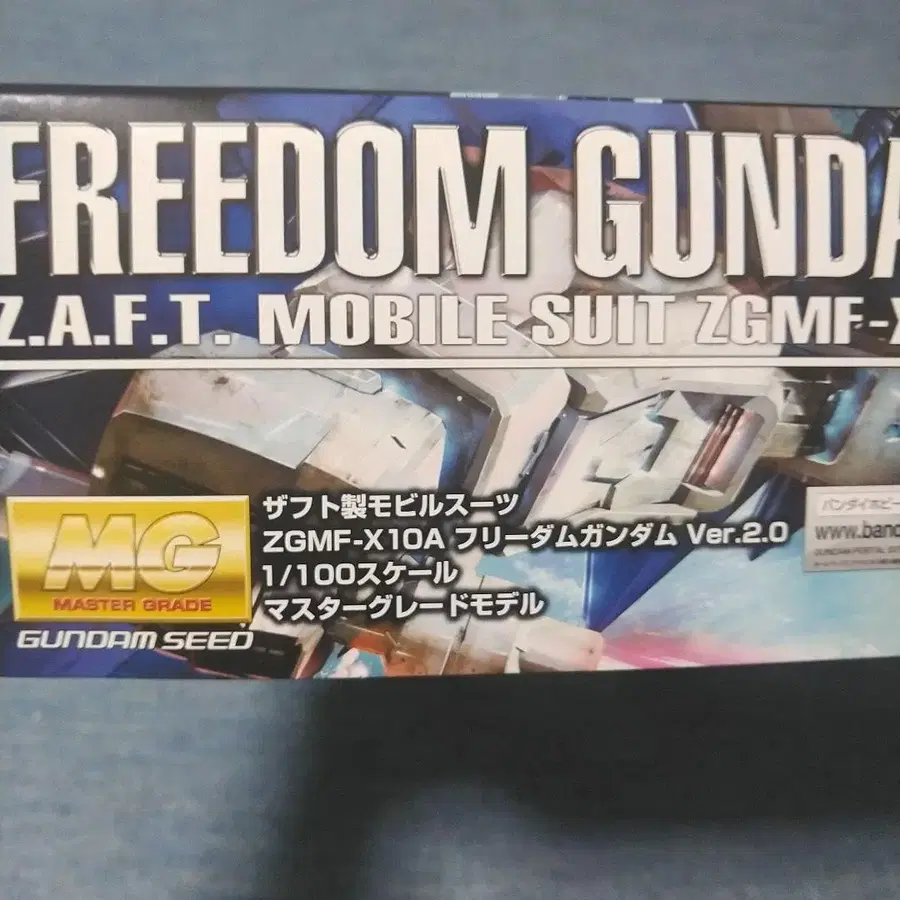 FREEDOM GUNDA
Z.A.F.T. MOBILE SUIT ZGMF-X
MG
MASTER GRADE
GUNDAM SEED
ザフト製モビルスーツ
ZGMF-X10A フリーダムガンダム Ver.2.0
1/100スケール
マスターグレードモデル
バンダイホビー
www.band
GUNDAM PORTAL